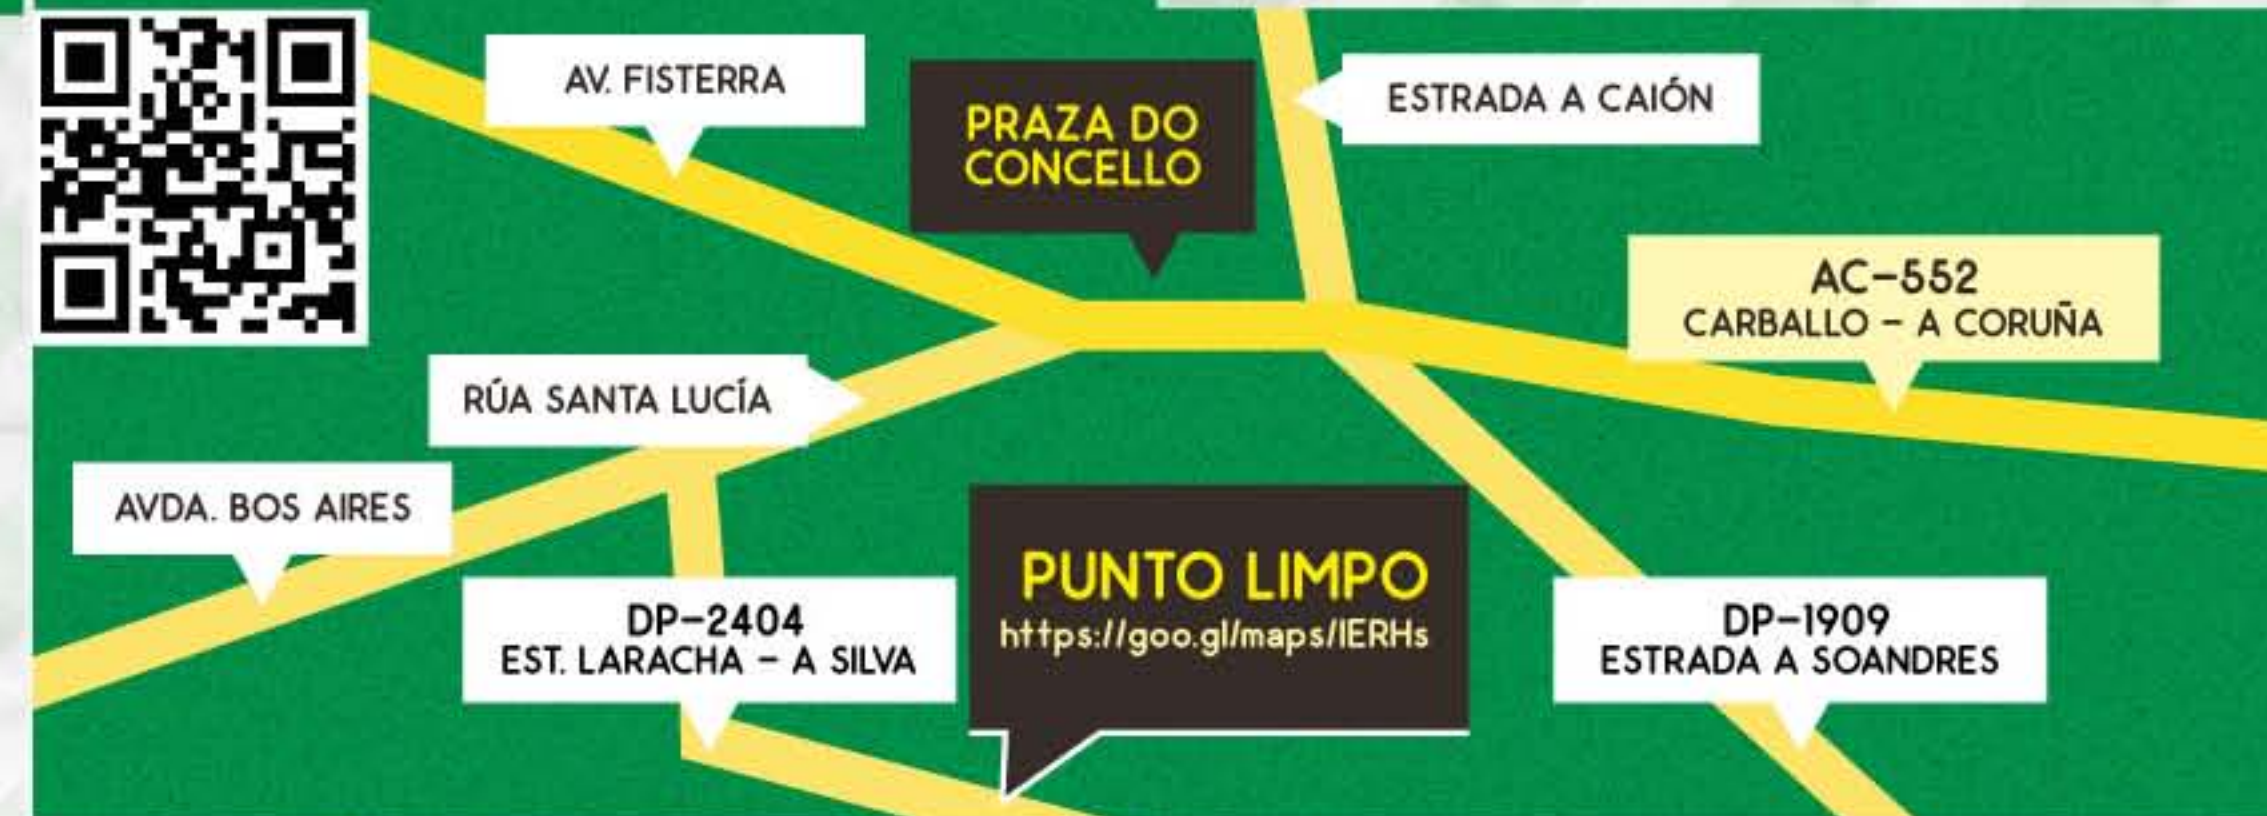 AV. FISTERRA
PRAZA DO
CONCELLO
ESTRADA A CAIÓN
AC-552
CARBALLO - A CORUÑA
RÚA SANTA LUCÍA
AVDA. BOS AIRES
DP-2404
EST. LARACHA - A SILVA
PUNTO LIMPO
https://goo.gl/maps/IERHs
DP-1909
ESTRADA A SOANDRES